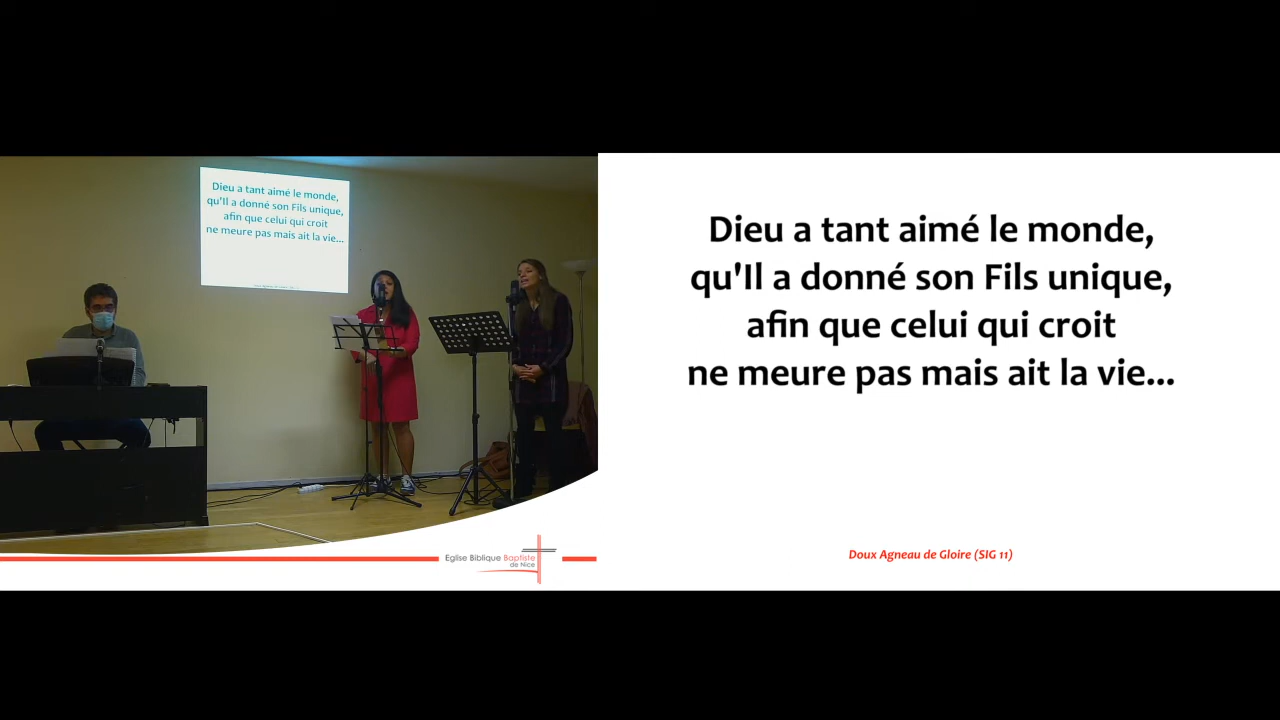 Dieu a tant aimé le monde,
qu'Il a donné son Fils unique,
afin que celui qui croit
ne meure pas mais ait la vie...
Eglise Biblique Baptiste
de Nice
Dieu a tant aimé le monde,
qu'Il a donné son Fils unique,
afin que celui qui croit
ne meure pas mais ait la vie...
Doux Agneau de Gloire (SIG 11)